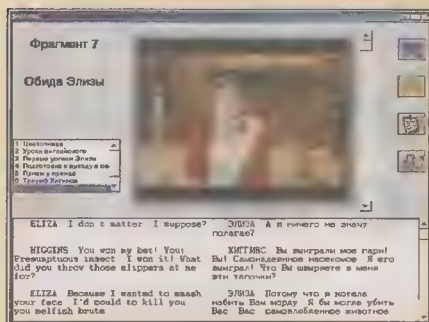 Фрагмент 7
Обида Элизы
1 Цветочница
2 Уроки английского
3 Первые успехи Элизы
4 Подготовка к выходу в св
5 Прием у принца
6 Триумф Хиггинса
ELIZA I don t matter I suppose?
HIGGINS You won my bet! You!
Presumptuous insect I won it! What
did you throw those slippers at me
for?
ELIZA Because I wanted to smash
your face I'd could to kill you
you selfish brute
ЭЛИЗА А я ничего не значу
полагаю?
ХИГГИНС Вы выиграли мое пари!
Вы! Самонадеянное насекомое Я его
выиграл! Что Вы швыряете в меня
эти тапочки?
ЭЛИЗА Потому что я хотела
набить Вам морду Я бы могла убить
Вас Вас самовлюбленное животное